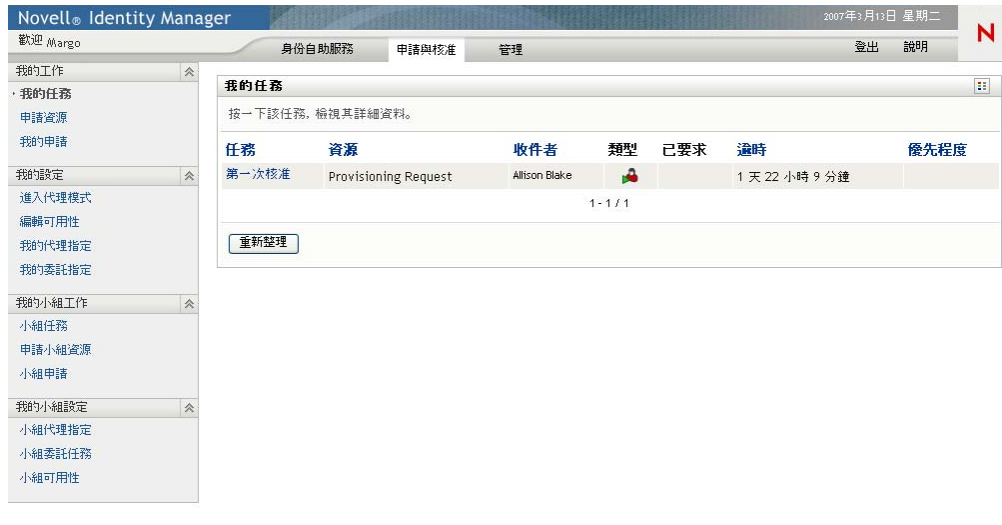 Novell® Identity Manager
2007年3月13日 星期二
歡迎 Margo
身份自助服務 申請與核准 管理
登出 說明
N
我的工作
我的任務
申請資源
我的申請
我的設定
進入代理模式
編輯可用性
我的代理指定
我的委託指定
我的小組工作
小組任務
申請小組資源
小組申請
我的小組設定
小組代理指定
小組委託任務
小組可用性
我的任務
按一下該任務, 檢視其詳細資料。
任務 資源 收件者 類型 已要求 逾時 優先程度
第一次核准 Provisioning Request Allison Blake 1 天 22 小時 9 分鐘
1 - 1 / 1
重新整理